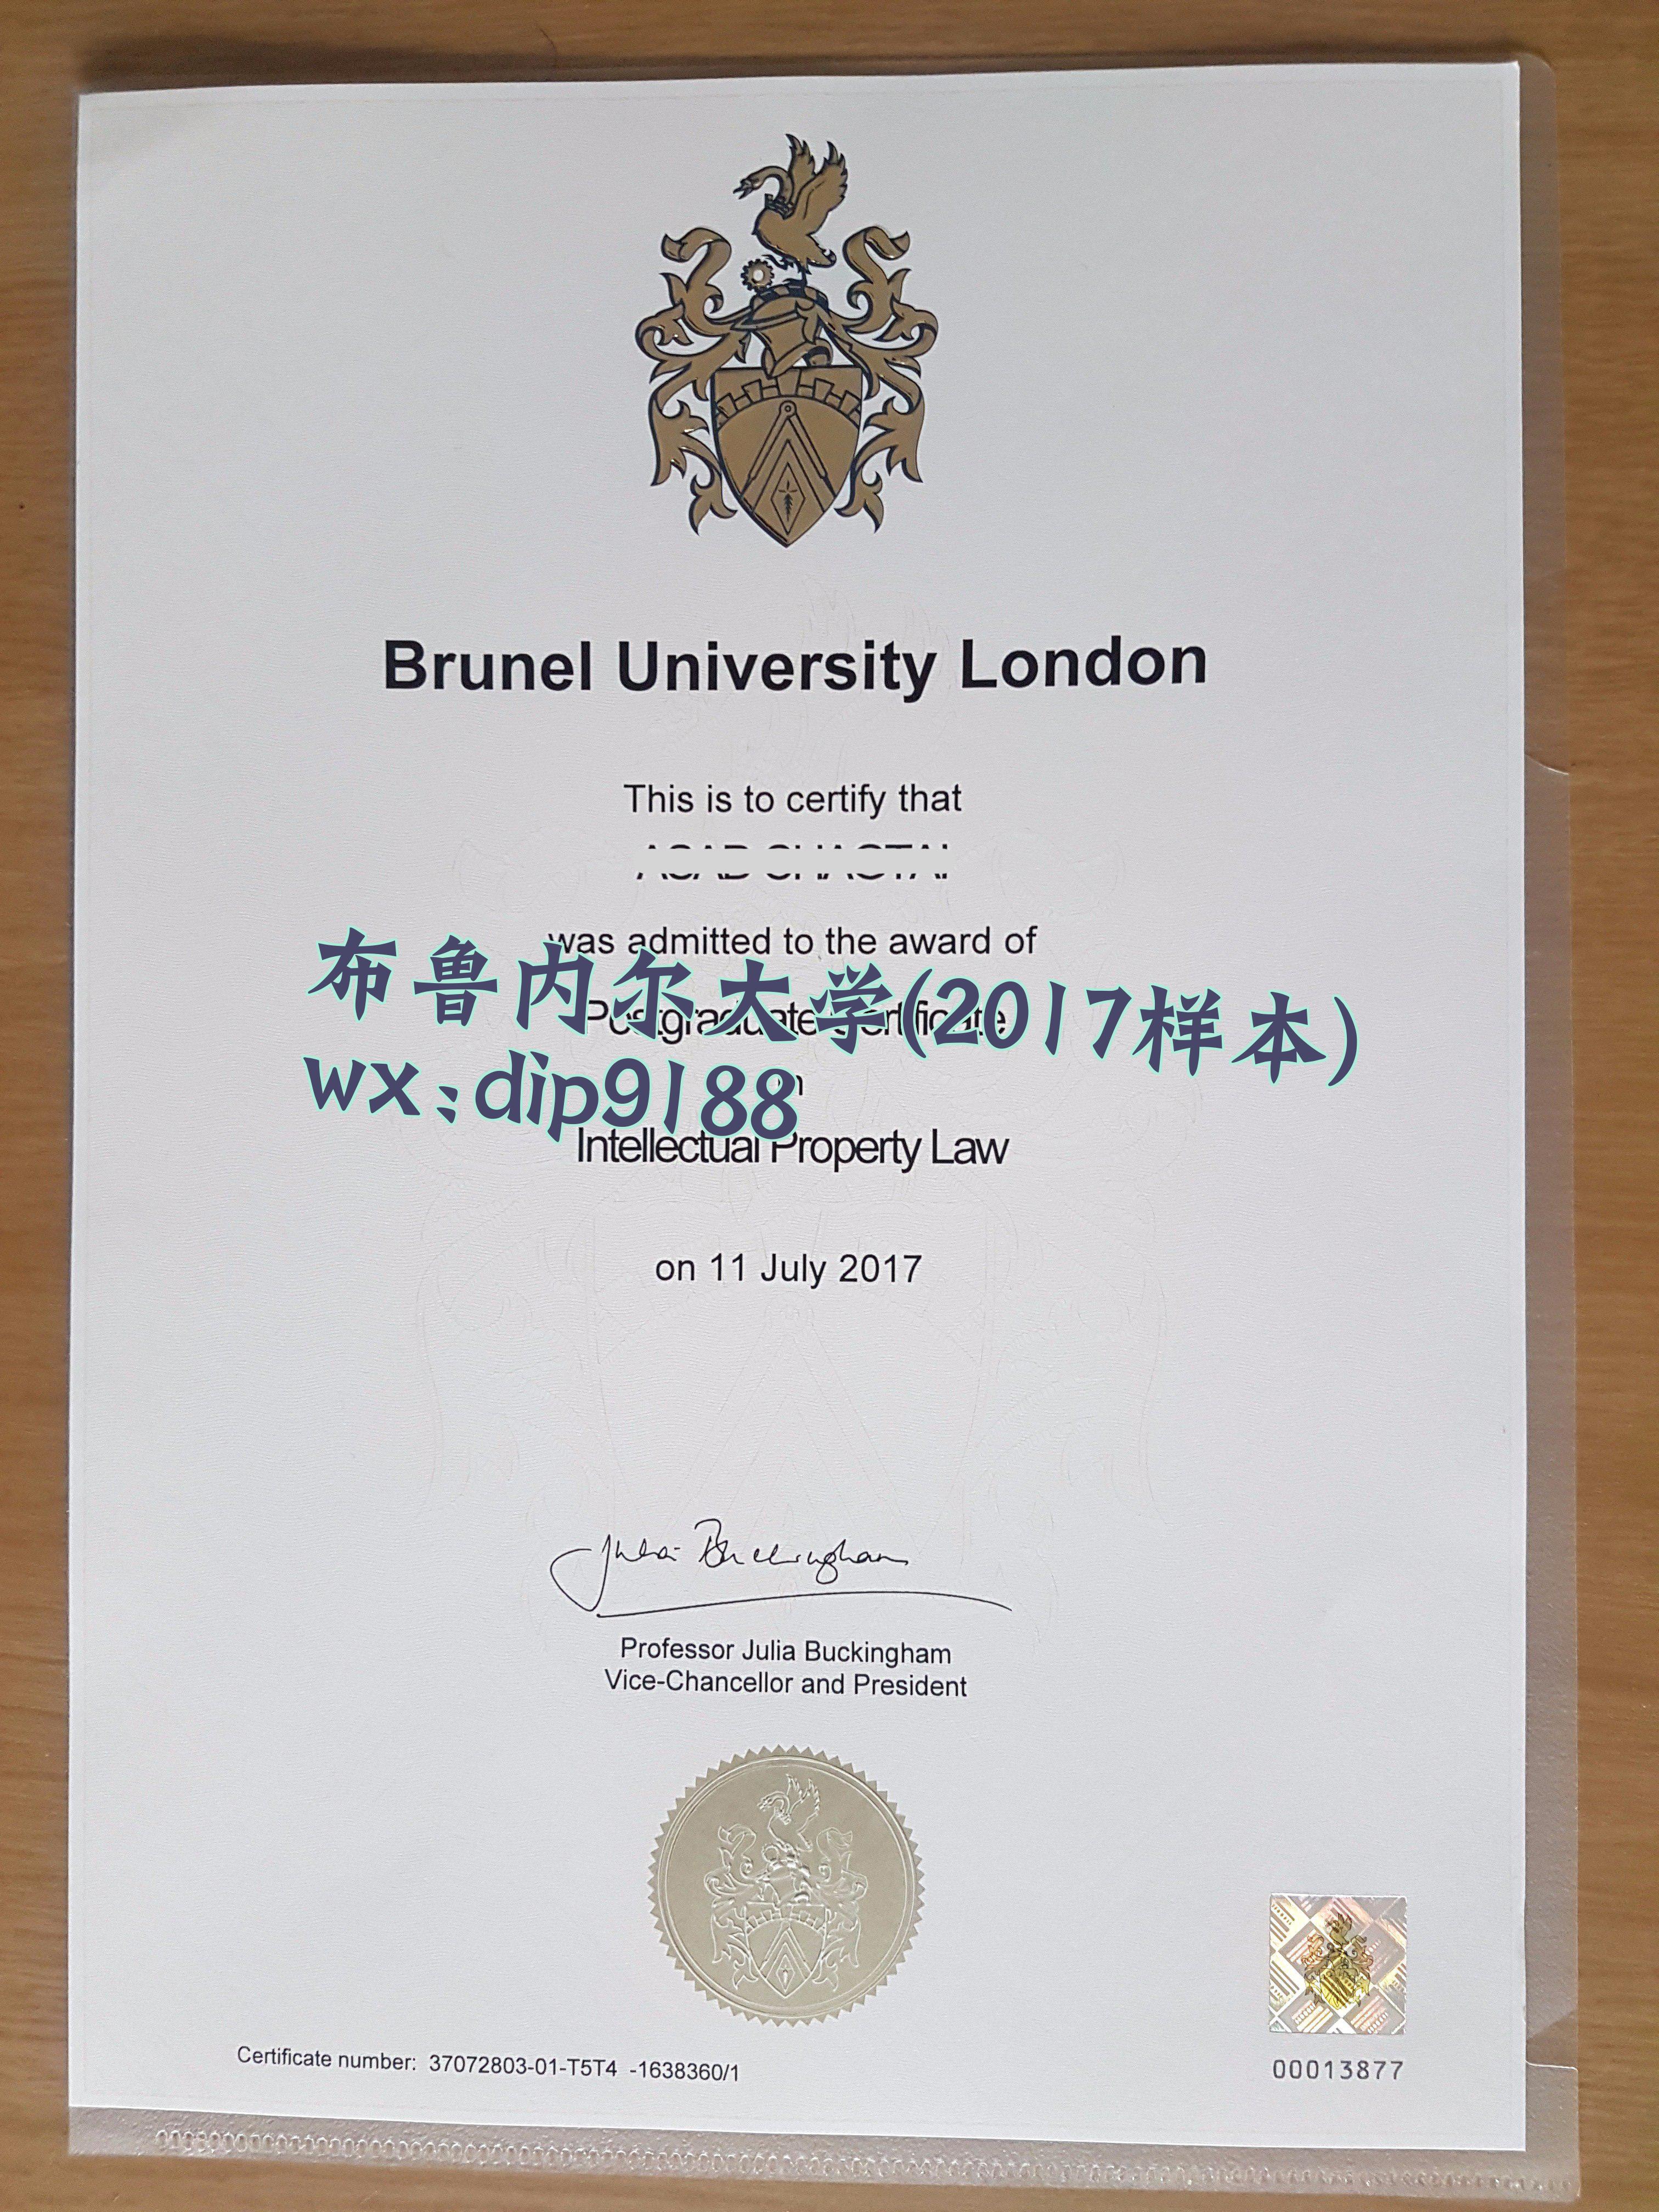 Brunel University London
This is to certify that
was admitted to the award of
布鲁内尔大学(2017样本)
Postgraduate Certificate
wx:dip9188
Intellectual Property Law
on 11 July 2017
Professor Julia Buckingham
Vice-Chancellor and President
Certificate number: 37072803-01-T5T4 -1638360/1
00013877